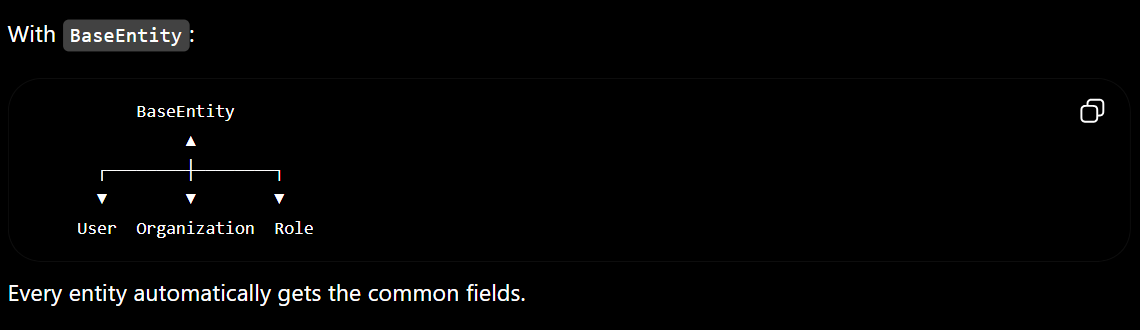 With BaseEntity:
BaseEntity
User Organization Role
Every entity automatically gets the common fields.